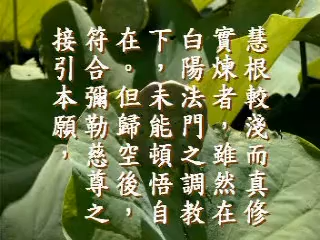 慧根較淺而真修
實煉者，雖然在
白陽法門之調教
下，未能頓悟自
在。但歸空後，
符合彌勒慈尊之
接引本願，